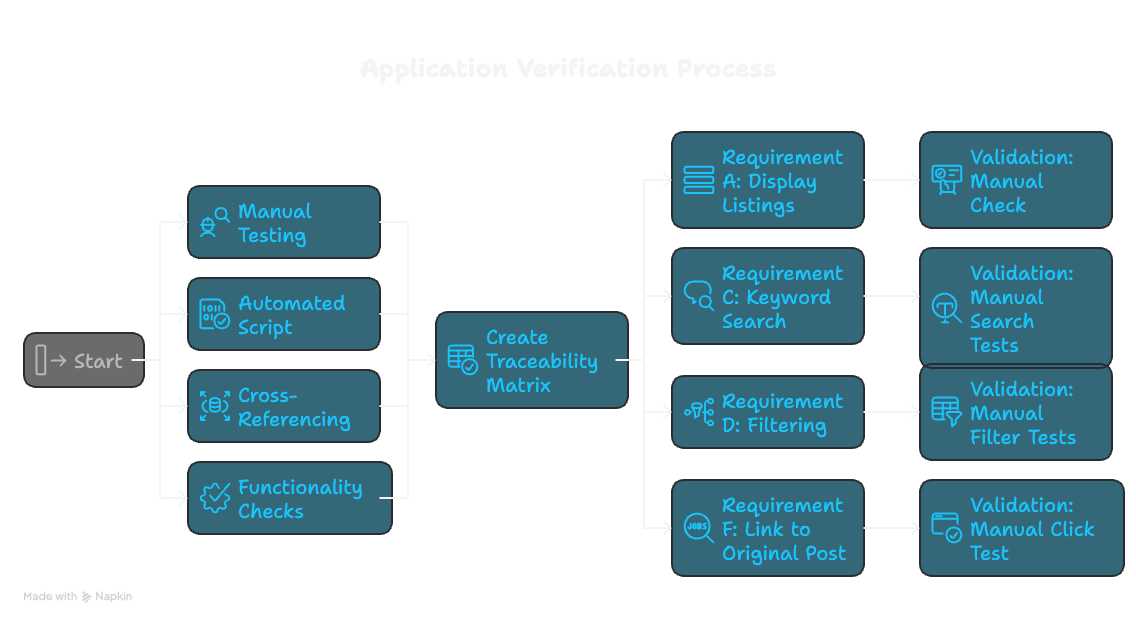 Application Verification Process
Start
Manual
Testing
Automated
Script
Cross-
Referencing
Functionality
Checks
Create
Traceability
Matrix
Requirement
A: Display
Listings
Validation:
Manual
Check
Requirement
C: Keyword
Search
Validation:
Manual
Search
Tests
Requirement
D: Filtering
Validation:
Manual
Filter Tests
JOBS
Requirement
F: Link to
Original Post
Validation:
Manual Click
Test
Made with Napkin